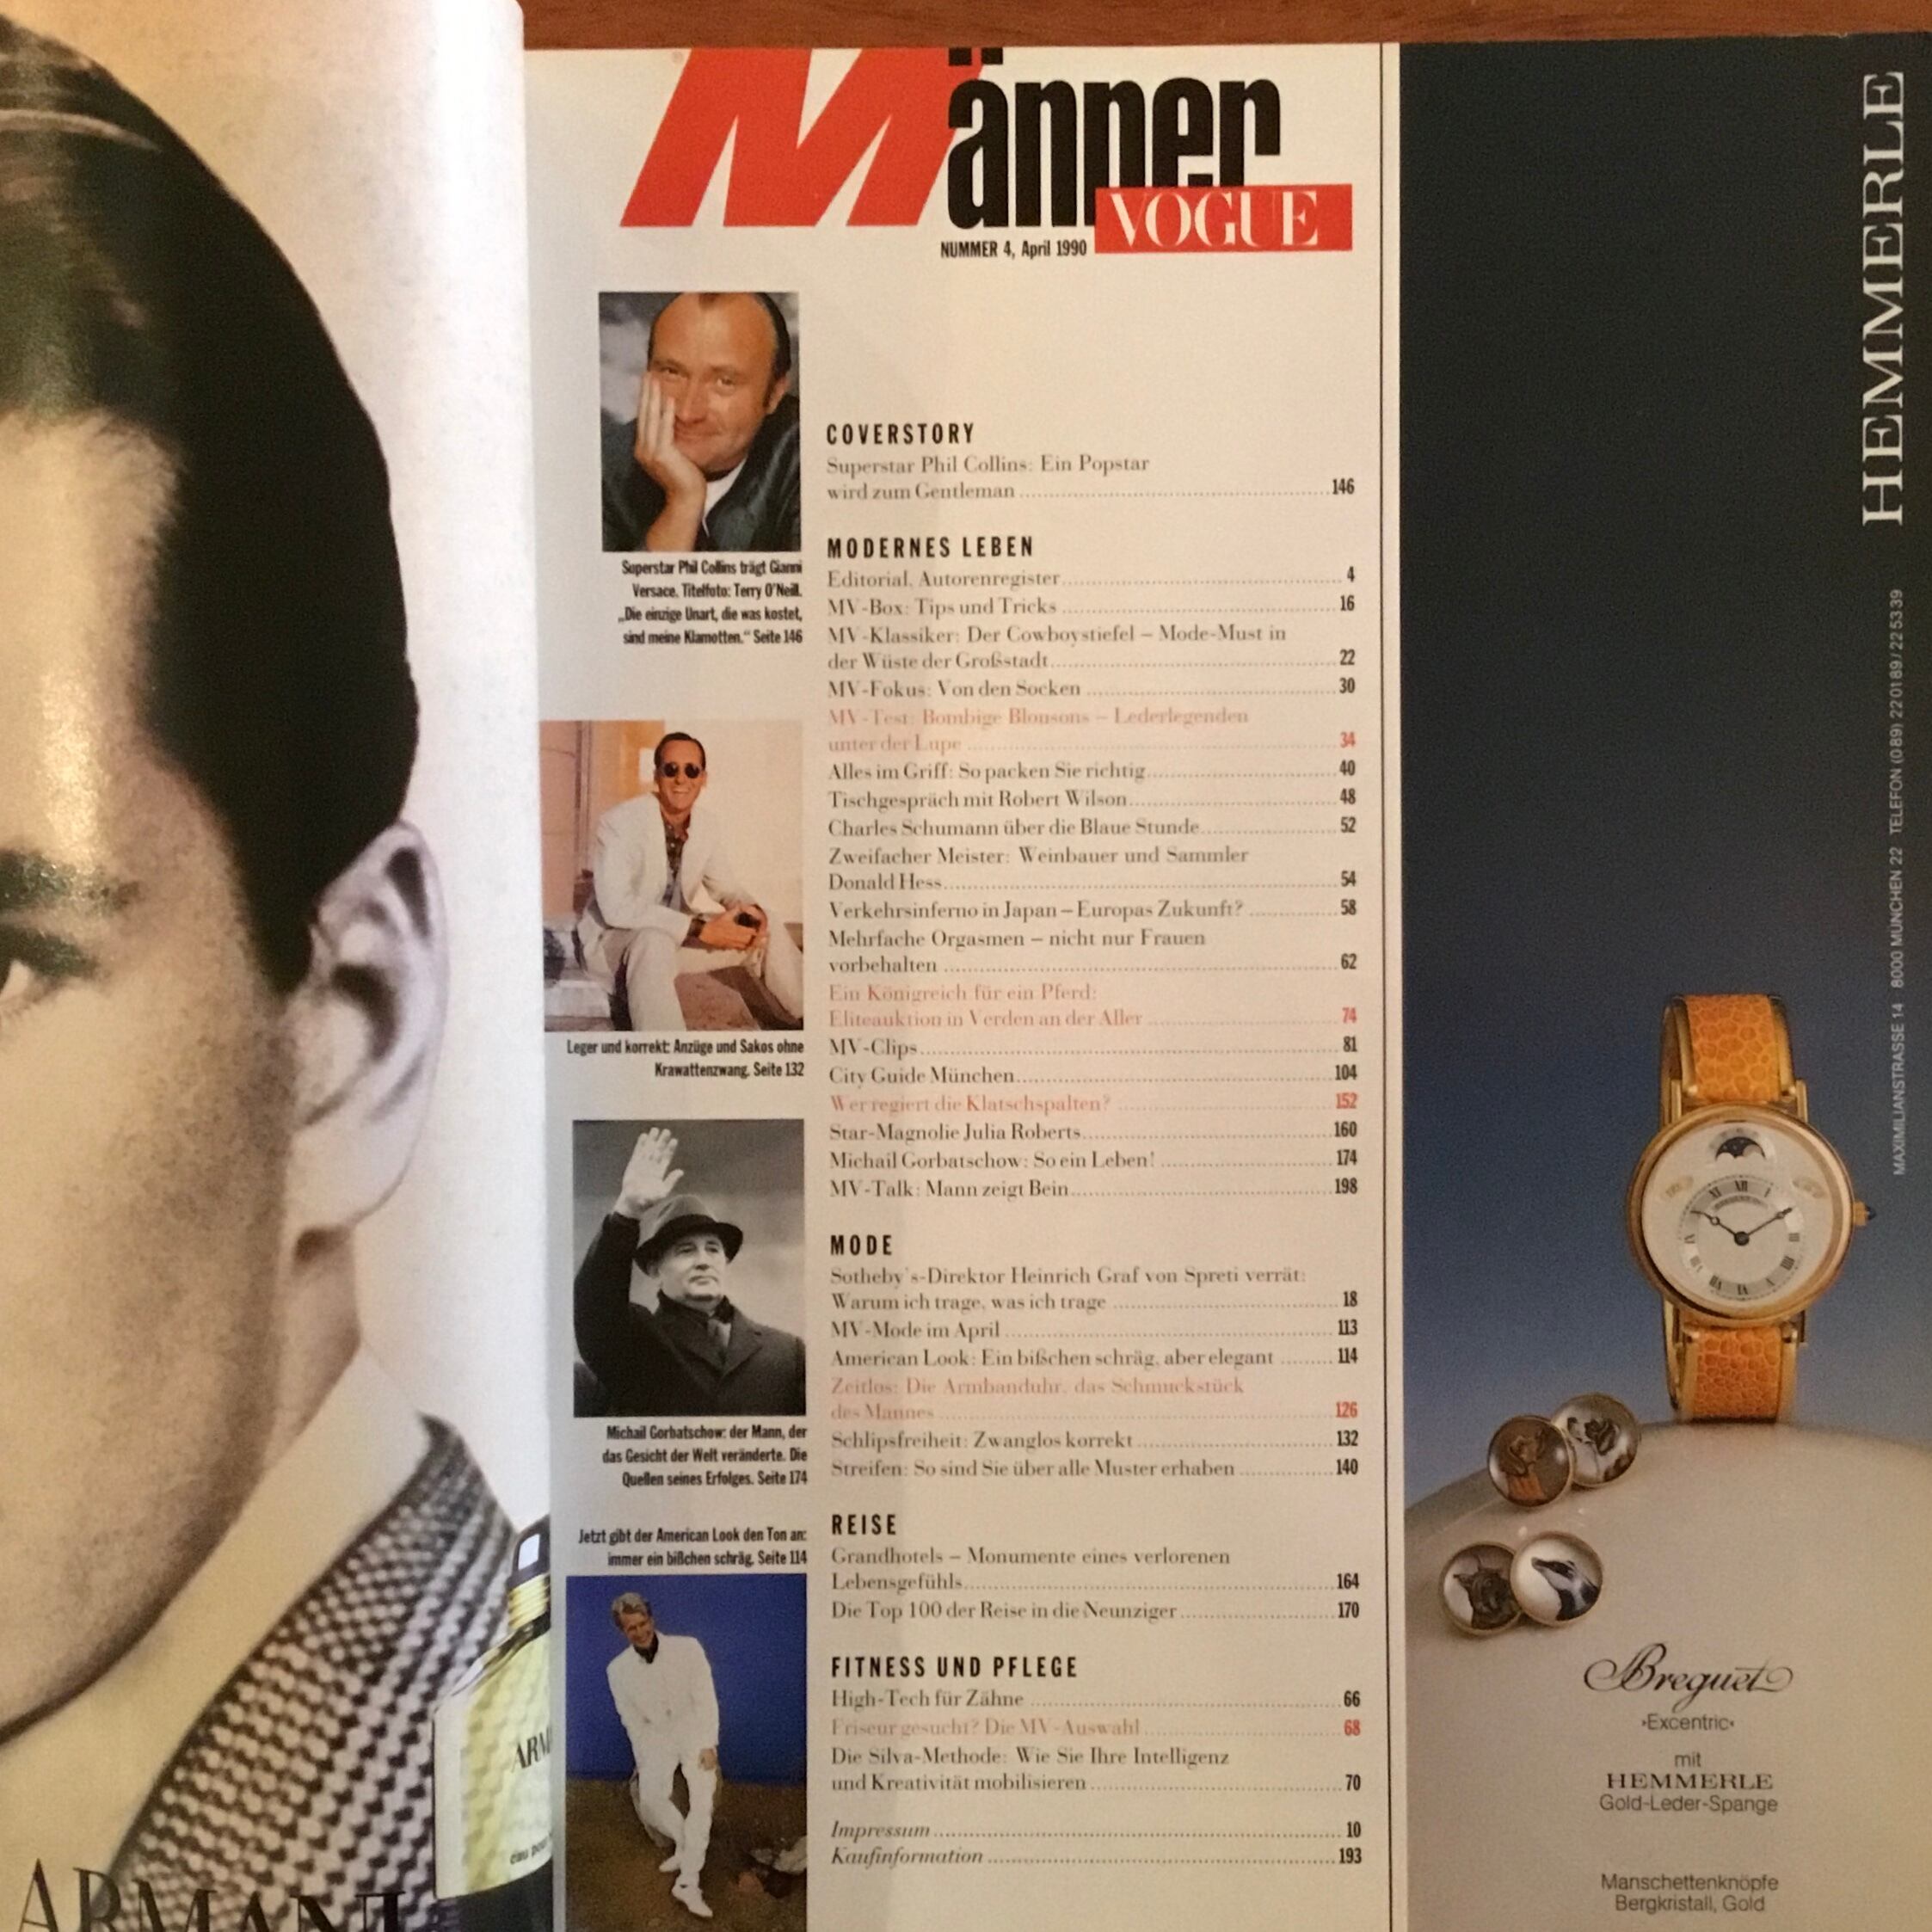 Männer
VOGUE
NUMMER 4, April 1990
Superstar Phil Collins trägt Gianni
Versace. Titelfoto: Terry O'Neill.
„Die einzige Unart, die was kostet,
sind meine Klamotten." Seite 146
Leger und korrekt: Anzüge und Sakos ohne
Krawattenzwang. Seite 132
Michail Gorbatschow: der Mann, der
das Gesicht der Welt veränderte. Die
Quellen seines Erfolges. Seite 174
Jetzt gibt der American Look den Ton an:
immer ein bißchen schräg. Seite 114
COVERSTORY
Superstar Phil Collins: Ein Popstar
wird zum Gentleman 146
MODERNES LEBEN
Editorial, Autorenregister 4
MV-Box: Tips und Tricks 16
MV-Klassiker: Der Cowboystiefel – Mode-Must in
der Wüste der Großstadt 22
MV-Fokus: Von den Socken 30
MV-Test: Bombige Blousons – Lederlegenden
unter der Lupe 34
Alles im Griff: So packen Sie richtig 40
Tischgespräch mit Robert Wilson 48
Charles Schumann über die Blaue Stunde 52
Zweifacher Meister: Weinbauer und Sammler
Donald Hess 54
Verkehrsinferno in Japan – Europas Zukunft? 58
Mehrfache Orgasmen – nicht nur Frauen
vorbehalten 62
Ein Königreich für ein Pferd:
Eliteauktion in Verden an der Aller 74
MV-Clips 81
City Guide München 104
Wer regiert die Klatschspalten? 152
Star-Magnolie Julia Roberts 160
Michail Gorbatschow: So ein Leben! 174
MV-Talk: Mann zeigt Bein 198
MODE
Sotheby's-Direktor Heinrich Graf von Spreti verrät:
Warum ich trage, was ich trage 18
MV-Mode im April 113
American Look: Ein bißchen schräg, aber elegant 114
Zeitlos: Die Armbanduhr, das Schmuckstück
des Mannes 126
Schlipsfreiheit: Zwanglos korrekt 132
Streifen: So sind Sie über alle Muster erhaben 140
REISE
Grandhotels – Monumente eines verlorenen
Lebensgefühls 164
Die Top 100 der Reise in die Neunziger 170
FITNESS UND PFLEGE
High-Tech für Zähne 66
Friseur gesucht? Die MV-Auswahl 68
Die Silva-Methode: Wie Sie Ihre Intelligenz
und Kreativität mobilisieren 70
Impressum 10
Kaufinformation 193
ARMANI
HEMMERLE
MAXIMILIANSTRASSE 14 8000 MÜNCHEN 22 TELEFON (089) 220189/225339
Breguet
›Excentric‹
mit
HEMMERLE
Gold-Leder-Spange
Manschettenknöpfe
Bergkristall, Gold